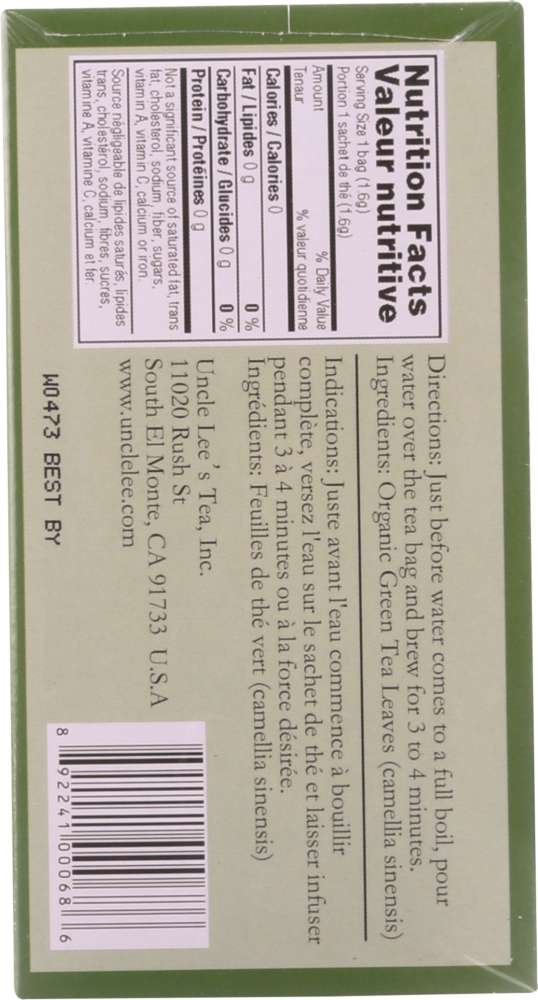 Nutrition Facts
Valeur nutritive
Serving Size 1 bag (1.6g)
Portion 1 sachet de thé (1.6g)
Amount % Daily Value
Tenaur % valeur quotidienne
Calories / Calories 0
Fat / Lipides 0 g 0 %
Carbohydrate / Glucides 0 g 0 %
Protein / Protéines 0 g
Not a significant source of saturated fat, trans
fat, cholesterol, sodium, fiber, sugars,
vitamin A, vitamin C, calcium or iron.
Source négligeable de lipides saturés, lipides
trans, cholestérol, sodium, fibres, sucres,
vitamine A, vitamine C, calcium et fer.
Directions: Just before water comes to a full boil, pour
water over the tea bag and brew for 3 to 4 minutes.
Ingredients: Organic Green Tea Leaves (camellia sinensis)
Indications: Juste avant l'eau commence à bouillir
complète, versez l'eau sur le sachet de thé et laisser infuser
pendant 3 à 4 minutes ou à la force désirée.
Ingrédients: Feuilles de thé vert (camellia sinensis)
Uncle Lee's Tea, Inc.
11020 Rush St
South El Monte, CA 91733 U.S.A
www.unclelee.com
W0473 BEST BY
8 92241 00068 6